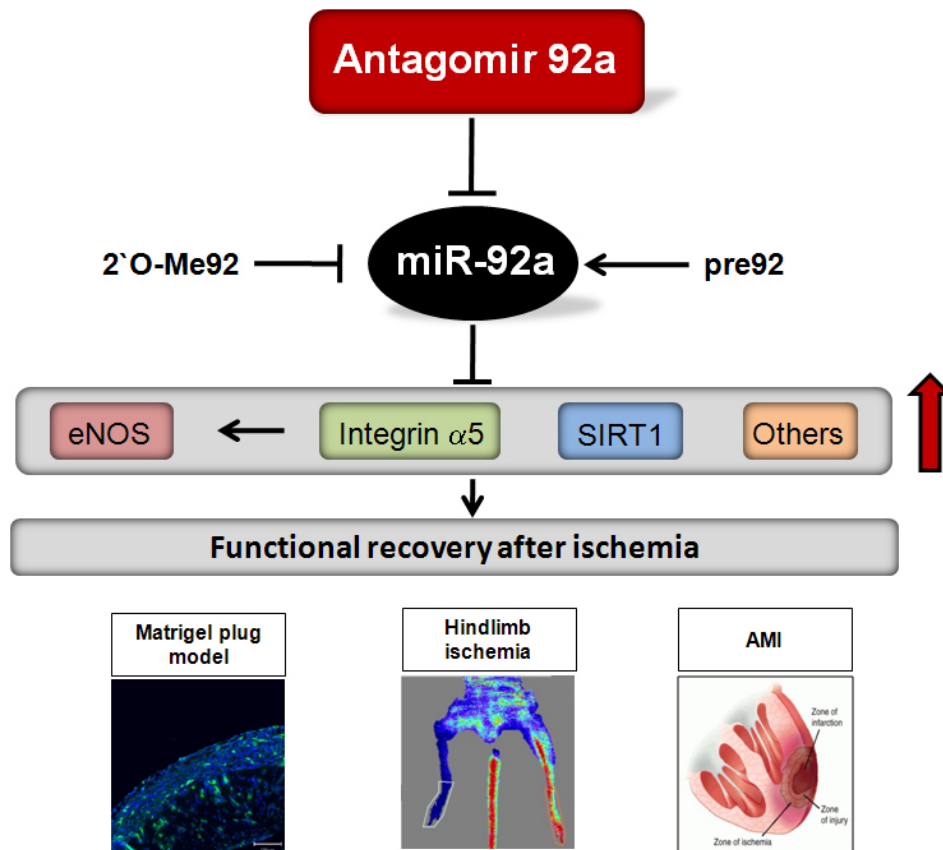 Antagomir 92a
2`O-Me92
miR-92a
pre92
eNOS
Integrin α5
SIRT1
Others
Functional recovery after ischemia
Matrigel plug
model
Hindlimb
ischemia
AMI
Zone of
infarction
Zone
of injury
Zone of ischemia